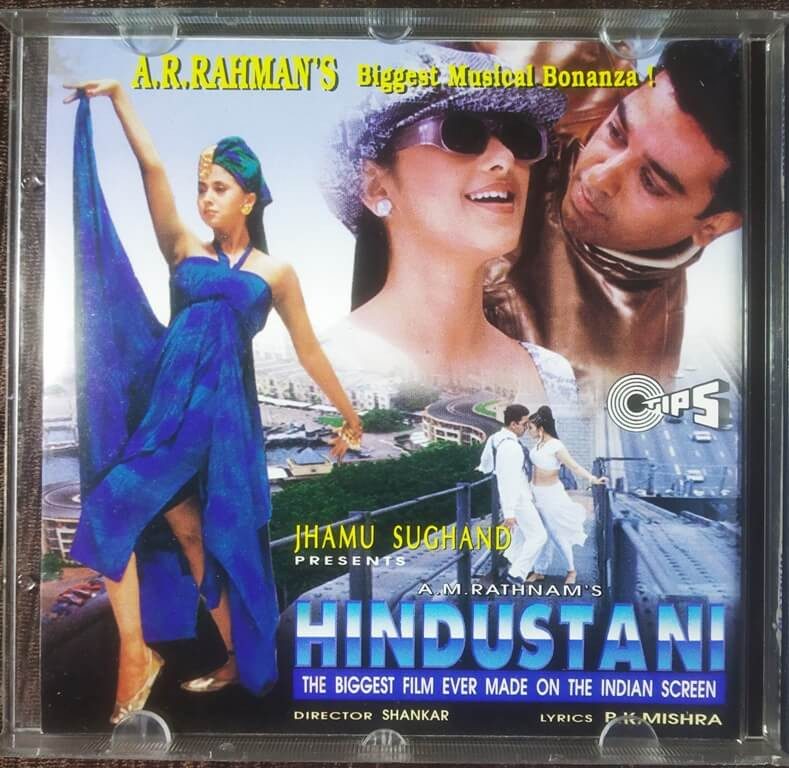 A.R.RAHMAN'S Biggest Musical Bonanza !
TIPS
JHAMU SUGHAND
PRESENTS
A.M.RATHNAM'S
HINDUSTANI
THE BIGGEST FILM EVER MADE ON THE INDIAN SCREEN
DIRECTOR SHANKAR LYRICS P.K.MISHRA